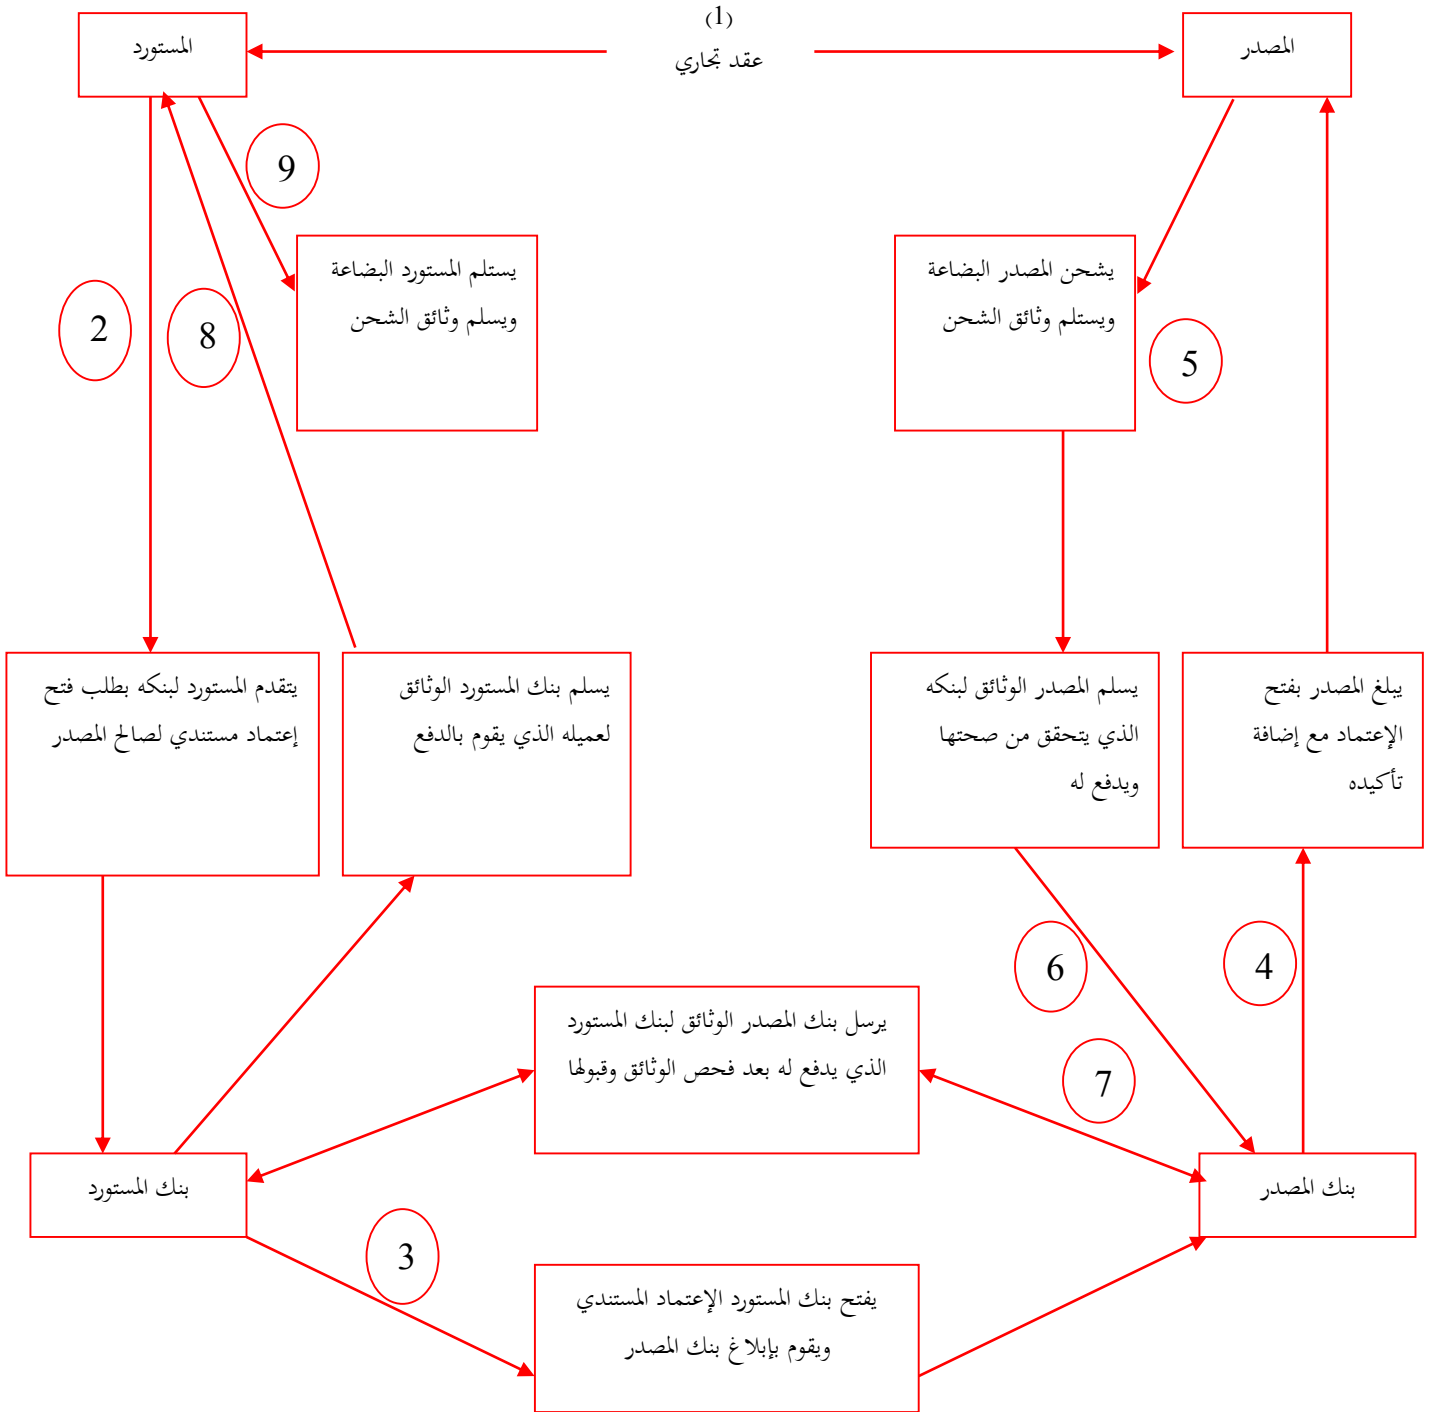 (1)
المصدر
عقد تجاري
المستورد
9
يشحن المصدر البضاعة
ويستلم وثائق الشحن
يستلم المستورد البضاعة
ويسلم وثائق الشحن
5
8
2
يبلغ المصدر بفتح
الإعتماد مع إضافة
تأكيده
يسلم المصدر الوثائق لبنكه
الذي يتحقق من صحتها
ويدفع له
يسلم بنك المستورد الوثائق
لعميله الذي يقوم بالدفع
يتقدم المستورد لبنكه بطلب فتح
إعتماد مستندي لصالح المصدر
4
6
يرسل بنك المصدر الوثائق لبنك المستورد
الذي يدفع له بعد فحص الوثائق وقبولها
7
بنك المصدر
بنك المستورد
3
يفتح بنك المستورد الإعتماد المستندي
ويقوم بإبلاغ بنك المصدر